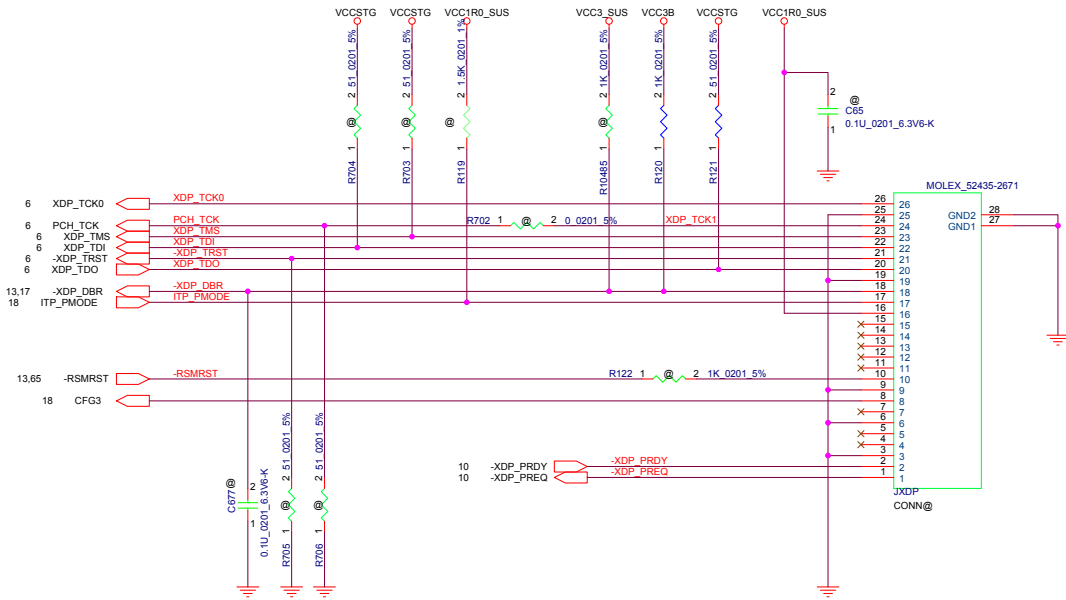 VCCSTG VCCSTG VCC1R0_SUS VCC3_SUS VCC3B VCCSTG VCC1R0_SUS
51_0201_5% 51_0201_5% 1.5K_0201_1% 1K_0201_5% 1K_0201_5% 51_0201_5%
2 2 2 2 2 2
@ @ @ @
1 1 1 1 1 1
R704 R703 R119 R10485 R120 R121
2 @
C65
0.1U_0201_6.3V6-K
1
MOLEX_52435-2671
6 XDP_TCK0 XDP_TCK0 26 26
25 25 GND2 28
6 PCH_TCK PCH_TCK R702 1 @ 2 0_0201_5% XDP_TCK1 24 24 GND1 27
6 XDP_TMS XDP_TMS 23 23
6 XDP_TDI XDP_TDI 22 22
6 -XDP_TRST -XDP_TRST 21 21
6 XDP_TDO XDP_TDO 20 20
19 19
13,17 -XDP_DBR -XDP_DBR 18 18
18 ITP_PMODE ITP_PMODE 17 17
16 16
15 15
14 14
13 13
12 12
11 11
13,65 -RSMRST -RSMRST R122 1 @ 2 1K_0201_5% 10 10
9 9
18 CFG3 8 8
7 7
6 6
5 5
4 4
3 3
10 -XDP_PRDY -XDP_PRDY 2 2
10 -XDP_PREQ -XDP_PREQ 1 1
JXDP
CONN@
51_0201_5% 51_0201_5%
C677 @ 2 1 0.1U_0201_6.3V6-K
2 @ 1 R705
2 @ 1 R706